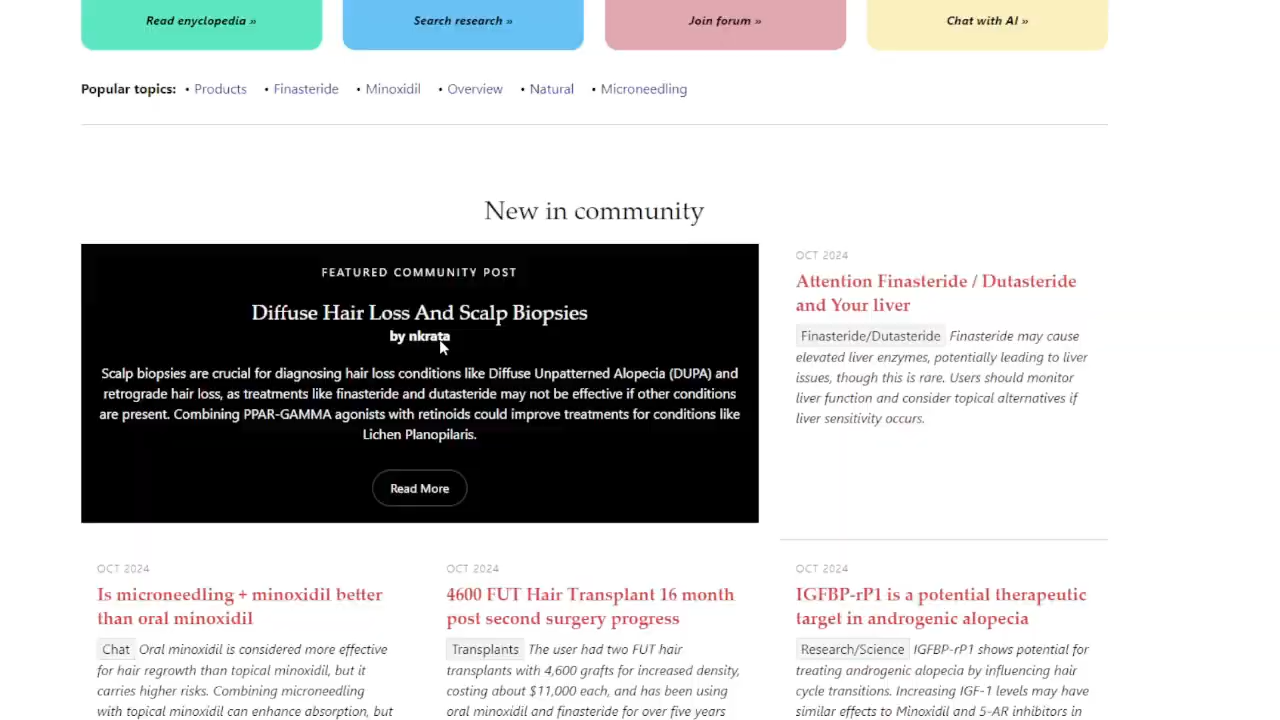 Read enyclopedia »
Search research »
Join forum »
Chat with AI »
Popular topics: • Products • Finasteride • Minoxidil • Overview • Natural • Microneedling
New in community
FEATURED COMMUNITY POST
Diffuse Hair Loss And Scalp Biopsies
by nkrata
Scalp biopsies are crucial for diagnosing hair loss conditions like Diffuse Unpatterned Alopecia (DUPA) and
retrograde hair loss, as treatments like finasteride and dutasteride may not be effective if other conditions
are present. Combining PPAR-GAMMA agonists with retinoids could improve treatments for conditions like
Lichen Planopilaris.
Read More
OCT 2024
Attention Finasteride / Dutasteride
and Your liver
Finasteride/Dutasteride Finasteride may cause
elevated liver enzymes, potentially leading to liver
issues, though this is rare. Users should monitor
liver function and consider topical alternatives if
liver sensitivity occurs.
OCT 2024
Is microneedling + minoxidil better
than oral minoxidil
Chat Oral minoxidil is considered more effective
for hair regrowth than topical minoxidil, but it
carries higher risks. Combining microneedling
with topical minoxidil can enhance absorption, but
OCT 2024
4600 FUT Hair Transplant 16 month
post second surgery progress
Transplants The user had two FUT hair
transplants with 4,600 grafts for increased density,
costing about $11,000 each, and has been using
oral minoxidil and finasteride for over five years
OCT 2024
IGFBP-rP1 is a potential therapeutic
target in androgenic alopecia
Research/Science IGFBP-rP1 shows potential for
treating androgenic alopecia by influencing hair
cycle transitions. Increasing IGF-1 levels may have
similar effects to Minoxidil and 5-AR inhibitors in